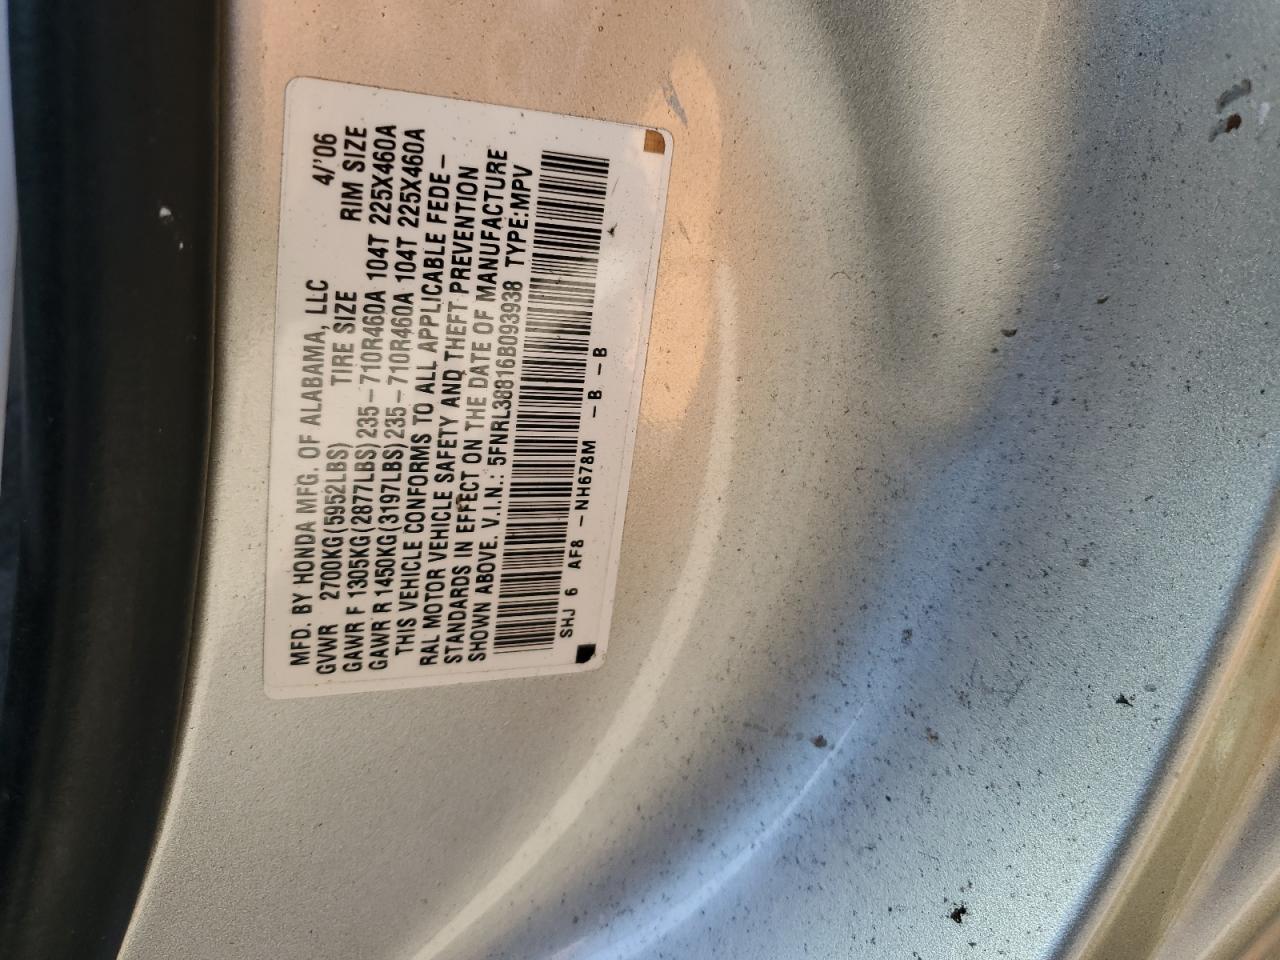 MFD. BY HONDA MFG. OF ALABAMA, LLC 4/'06
GVWR 2700KG(5952LBS) TIRE SIZE RIM SIZE
GAWR F 1305KG(2877LBS) 235-710R460A 104T 225X460A
GAWR R 1450KG(3197LBS) 235-710R460A 104T 225X460A
THIS VEHICLE CONFORMS TO ALL APPLICABLE FEDE-
RAL MOTOR VEHICLE SAFETY AND THEFT PREVENTION
STANDARDS IN EFFECT ON THE DATE OF MANUFACTURE
SHOWN ABOVE. V.I.N.: 5FNRL38816B093938 TYPE:MPV
SHJ 6 AF8 -NH678M -B -B